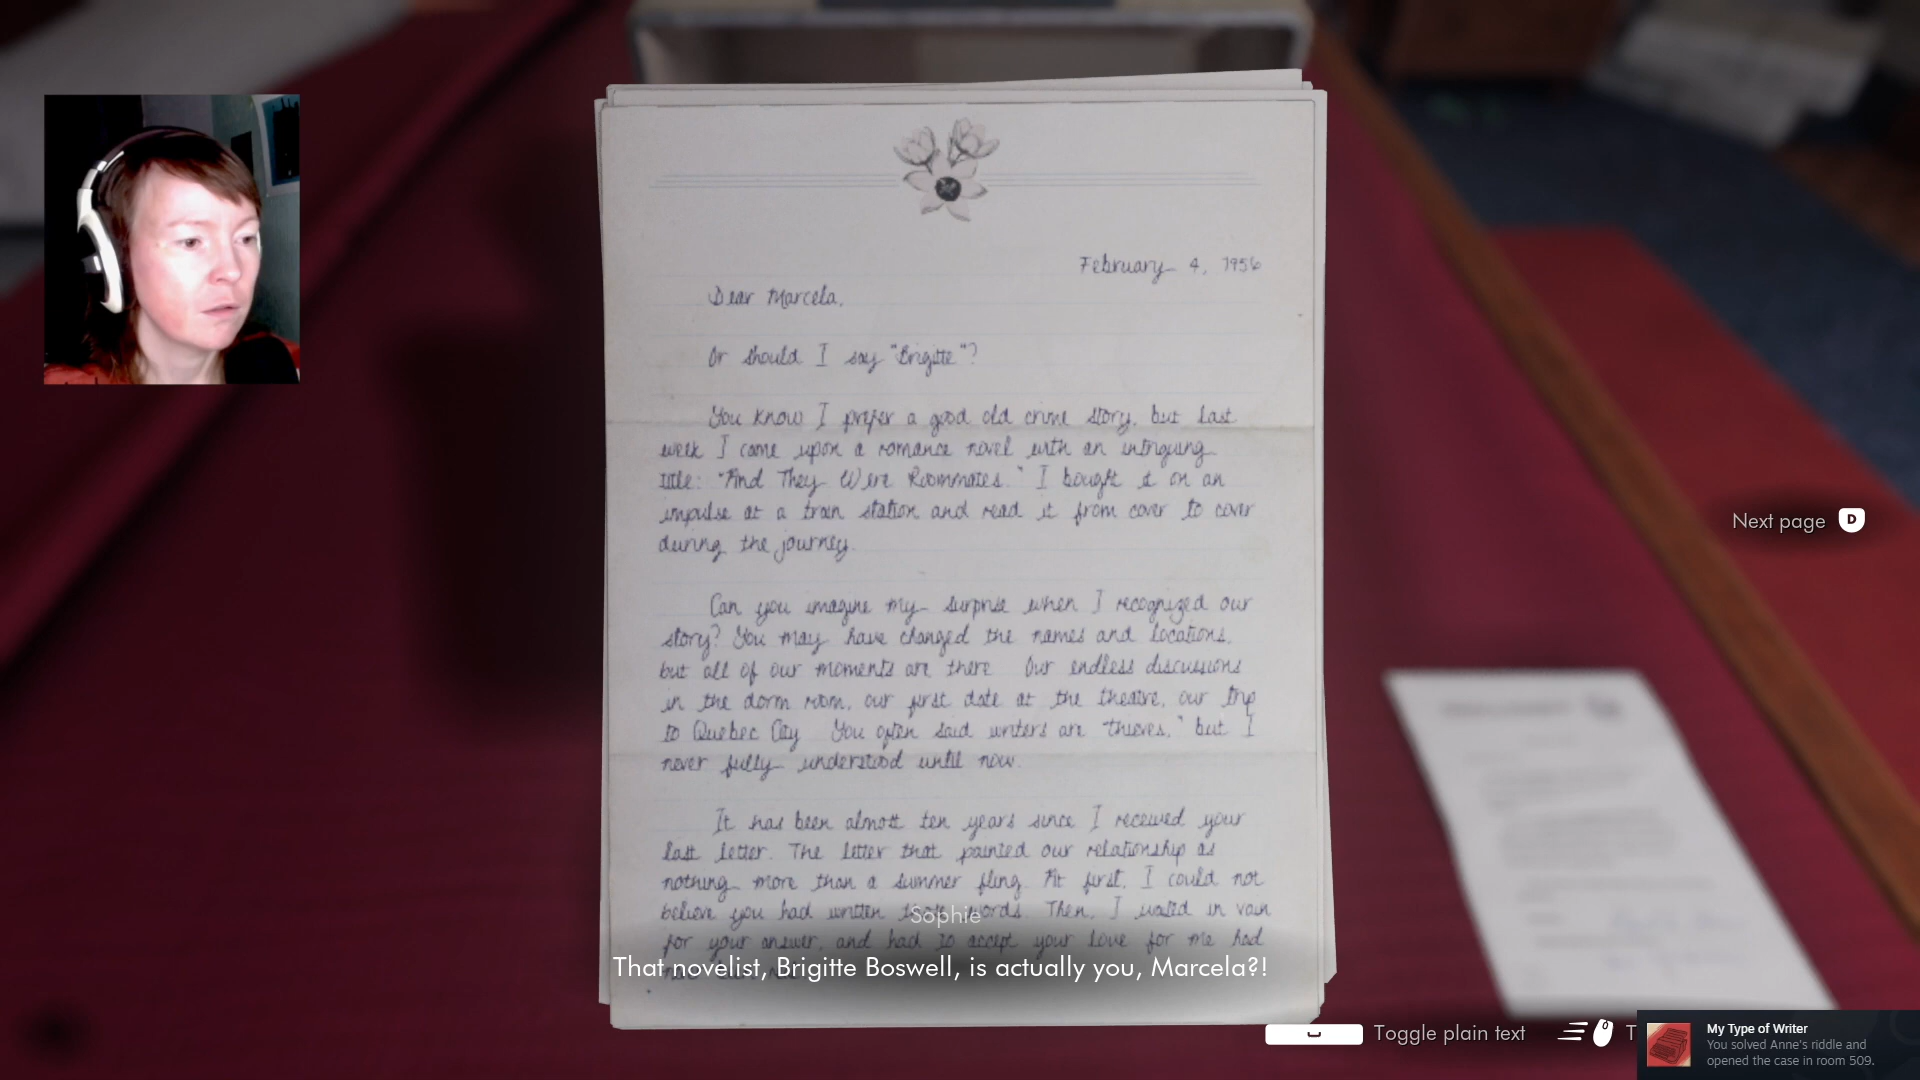 February 4, 1956
Dear Marcela,
Or should I say "Brigitte"?
You know I prefer a good old crime story, but last
week I came upon a romance novel with an intriguing
title: "And They Were Roommates." I bought it on an
impulse at a train station and read it from cover to cover
during the journey.
Can you imagine my surprise when I recognized our
story? You may have changed the names and locations,
but all of our moments are there. Our endless discussions
in the dorm room, our first date at the theatre, our trip
to Quebec City. You often said writers are "thieves," but I
never fully understood until now.
It has been almost ten years since I received your
last letter. The letter that painted our relationship as
nothing more than a summer fling. At first, I could not
believe you had written those words. Then, I waited in vain
for your answer, and had to accept your love for me had
Sophie
That novelist, Brigitte Boswell, is actually you, Marcela?!
Next page D
Toggle plain text
T
My Type of Writer
You solved Anne's riddle and
opened the case in room 509.